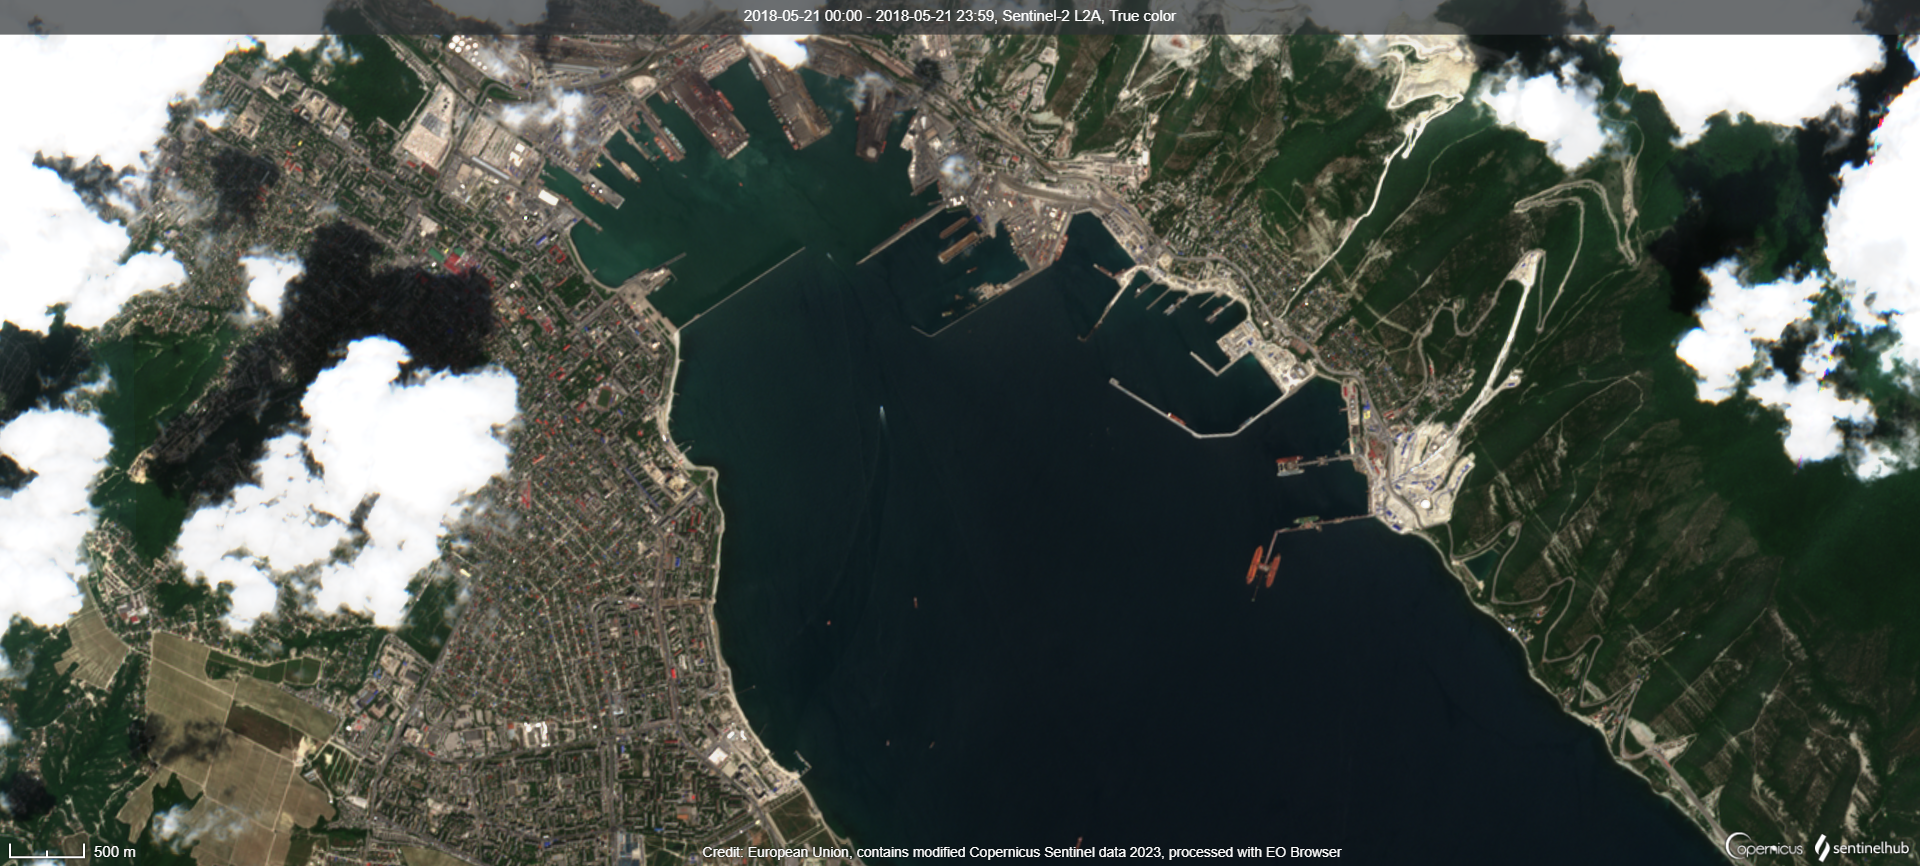 2018-05-21 00:00 - 2018-05-21 23:59, Sentinel-2 L2A, True color
500 m
Credit: European Union, contains modified Copernicus Sentinel data 2023, processed with EO Browser
Copernicus
sentinelhub